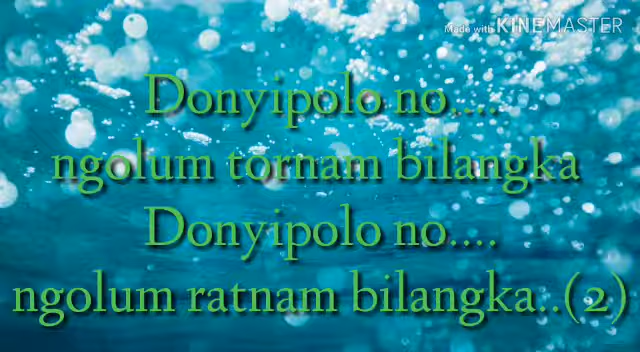 Made with KINEMASTER
Donyipolo no....
ngolum tornam bilangka
Donyipolo no....
ngolum ratnam bilangka..(2)